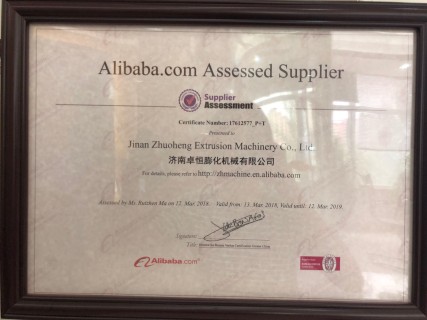 Alibaba.com Assessed Supplier
Supplier
Assessment
Certificate Number: 17612577_P+T
Presented to
Jinan Zhuoheng Extrusion Machinery Co., Ltd
济南卓恒膨化机械有限公司
For details, please refer to http://zhmachine.en.alibaba.com
Assessed by Mr. Ruizhen Ma on 12. Mar. 2018. Valid from 13. Mar. 2018, Valid until: 12. Mar. 2019.
Signature:
Title:
Alibaba.com